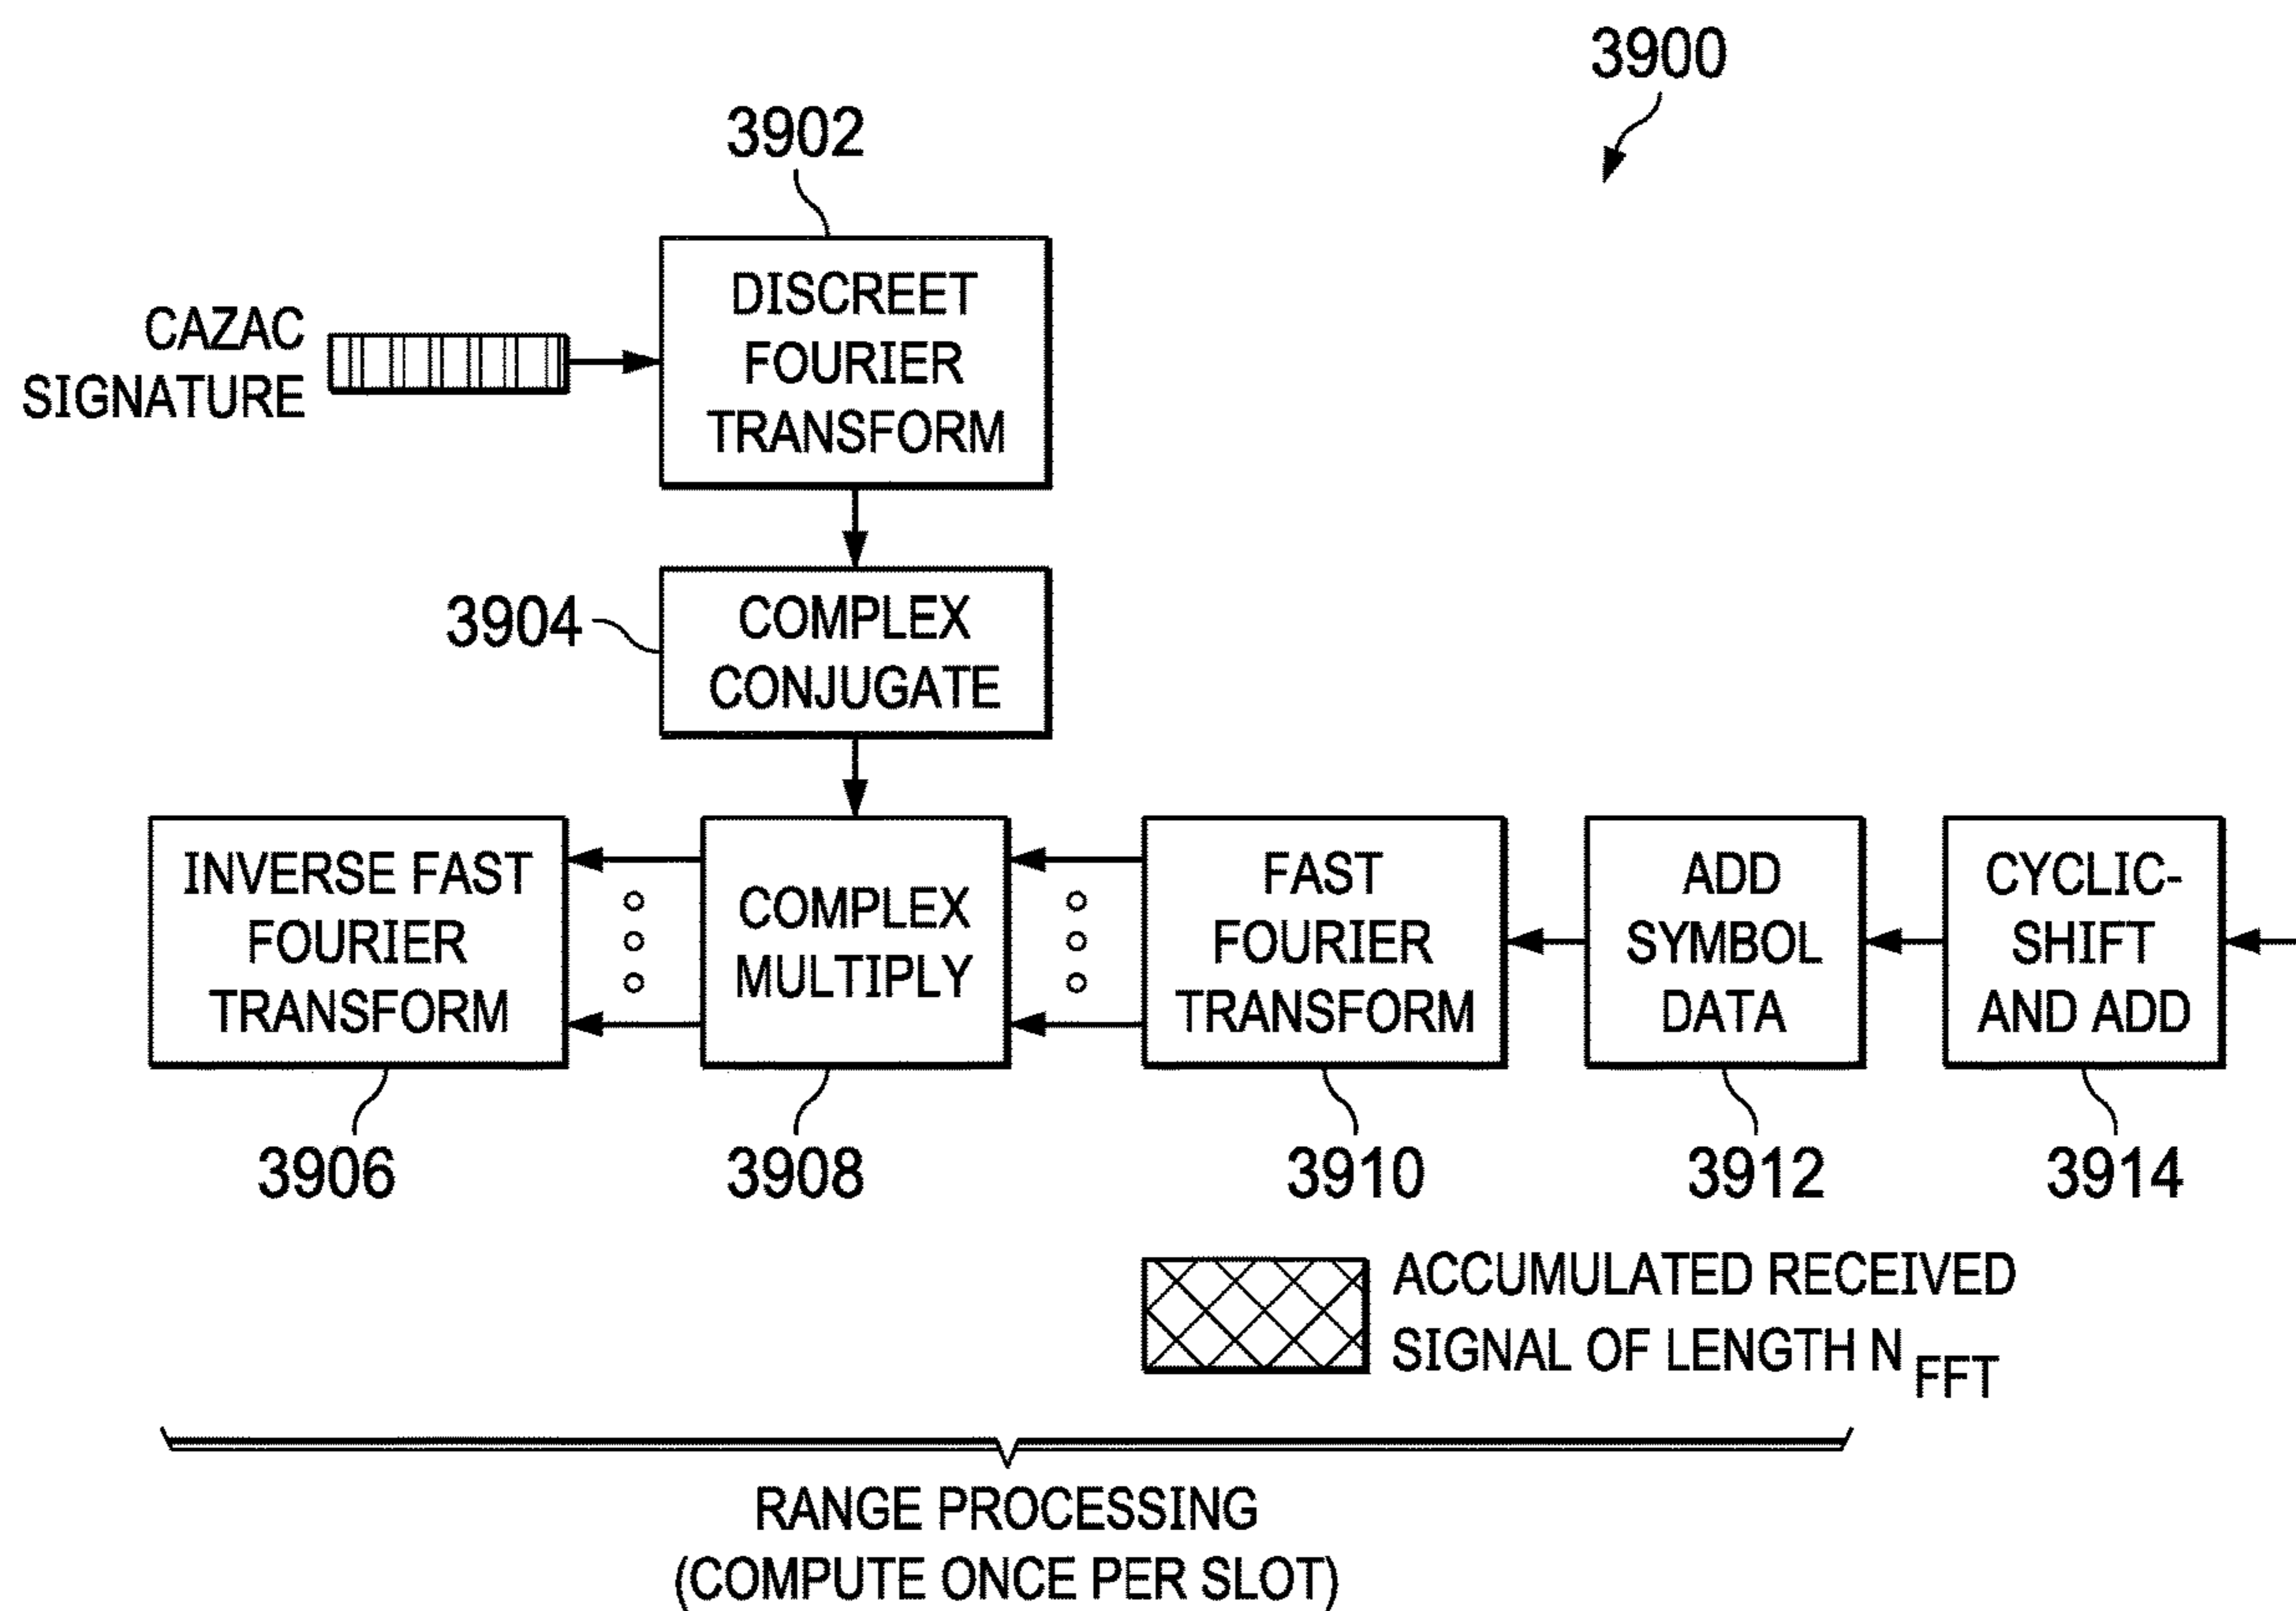 3900
3902
CAZAC
SIGNATURE
DISCREET
FOURIER
TRANSFORM
3904
COMPLEX
CONJUGATE
INVERSE FAST
FOURIER
TRANSFORM
COMPLEX
MULTIPLY
FAST
FOURIER
TRANSFORM
ADD
SYMBOL
DATA
CYCLIC-
SHIFT
AND ADD
3906
3908
3910
3912
3914
ACCUMULATED RECEIVED
SIGNAL OF LENGTH N FFT
RANGE PROCESSING
(COMPUTE ONCE PER SLOT)